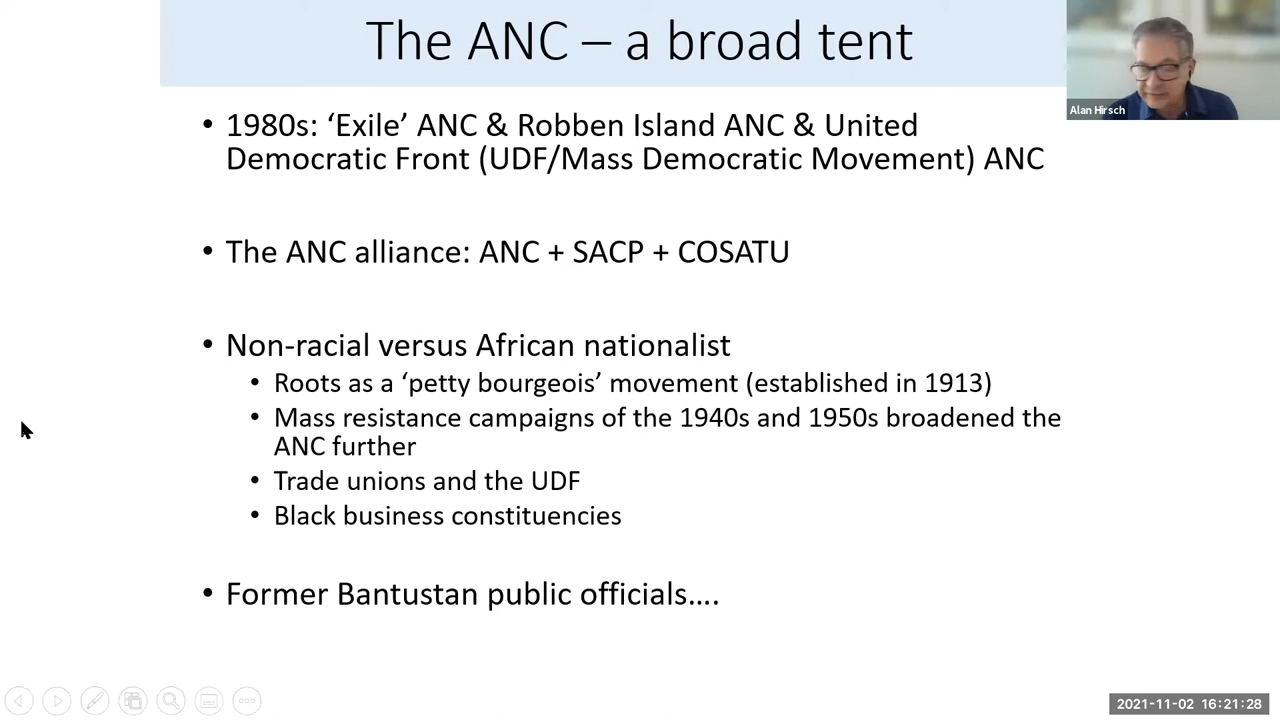 The ANC – a broad tent
Alan Hirsch
• 1980s: ‘Exile’ ANC & Robben Island ANC & United
Democratic Front (UDF/Mass Democratic Movement) ANC
• The ANC alliance: ANC + SACP + COSATU
• Non-racial versus African nationalist
• Roots as a ‘petty bourgeois’ movement (established in 1913)
• Mass resistance campaigns of the 1940s and 1950s broadened the
ANC further
• Trade unions and the UDF
• Black business constituencies
• Former Bantustan public officials….
2021-11-02 16:21:28